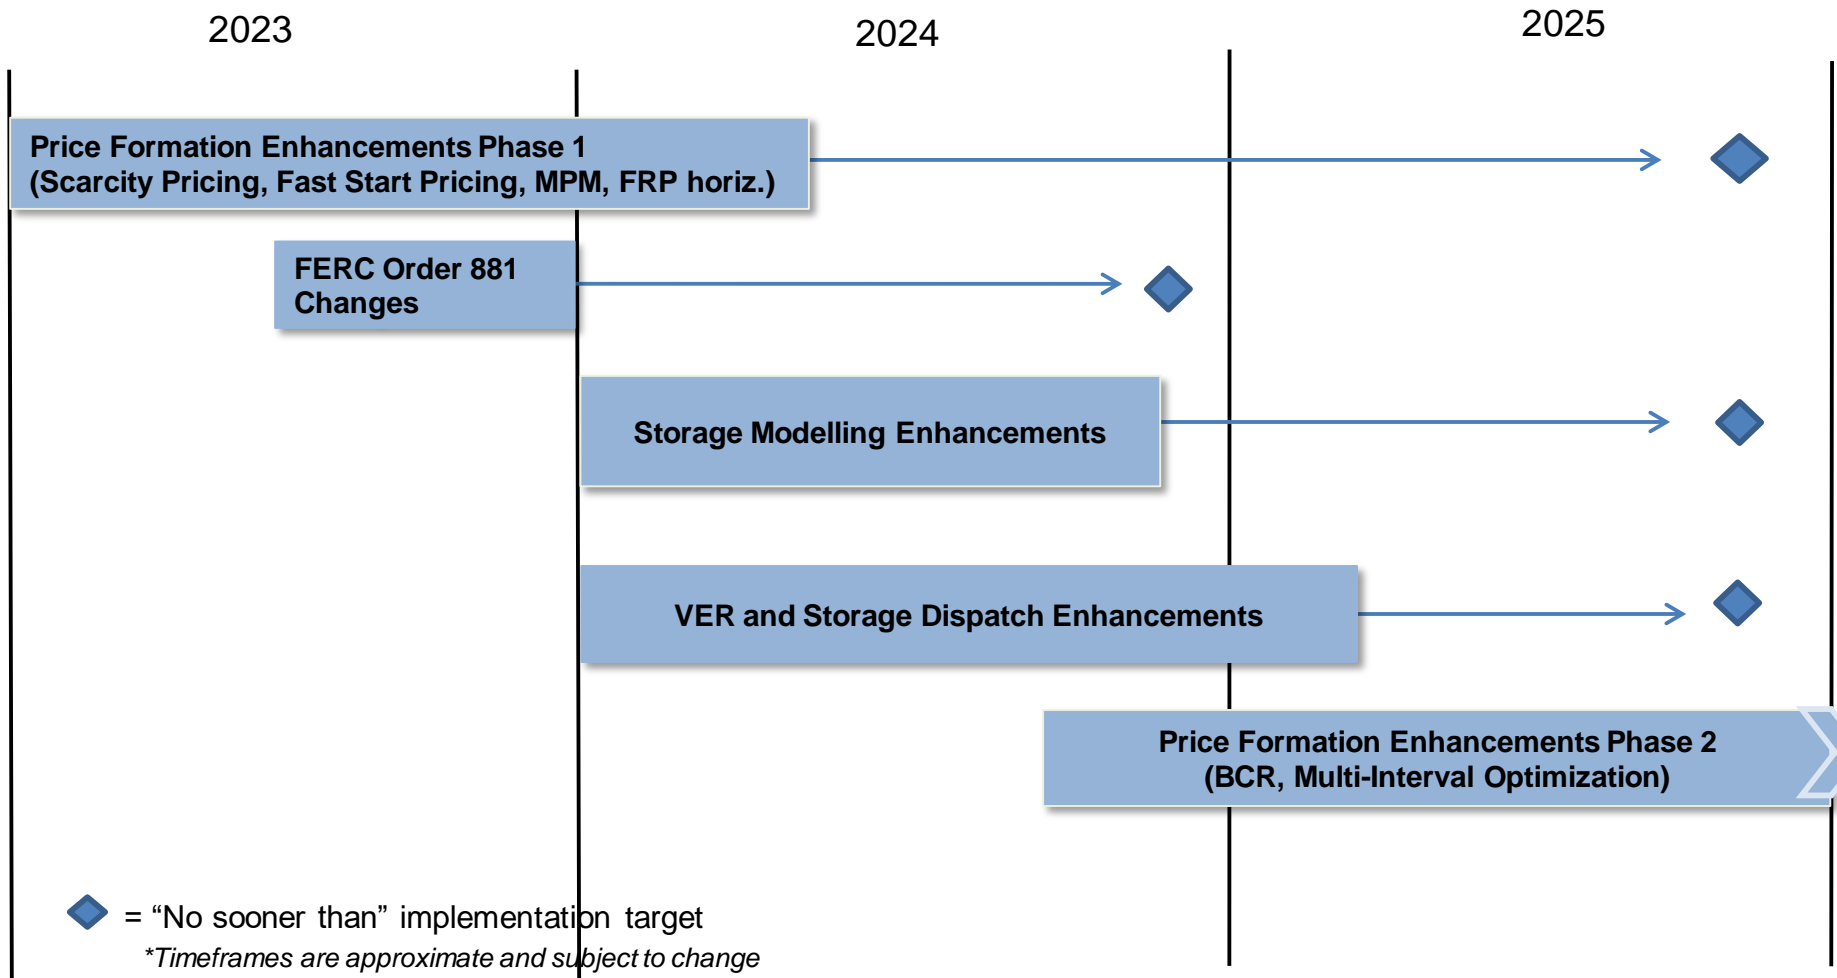 2023
2024
2025
Price Formation Enhancements Phase 1
(Scarcity Pricing, Fast Start Pricing, MPM, FRP horiz.)
FERC Order 881
Changes
Storage Modelling Enhancements
VER and Storage Dispatch Enhancements
Price Formation Enhancements Phase 2
(BCR, Multi-Interval Optimization)
= “No sooner than” implementation target
*Timeframes are approximate and subject to change